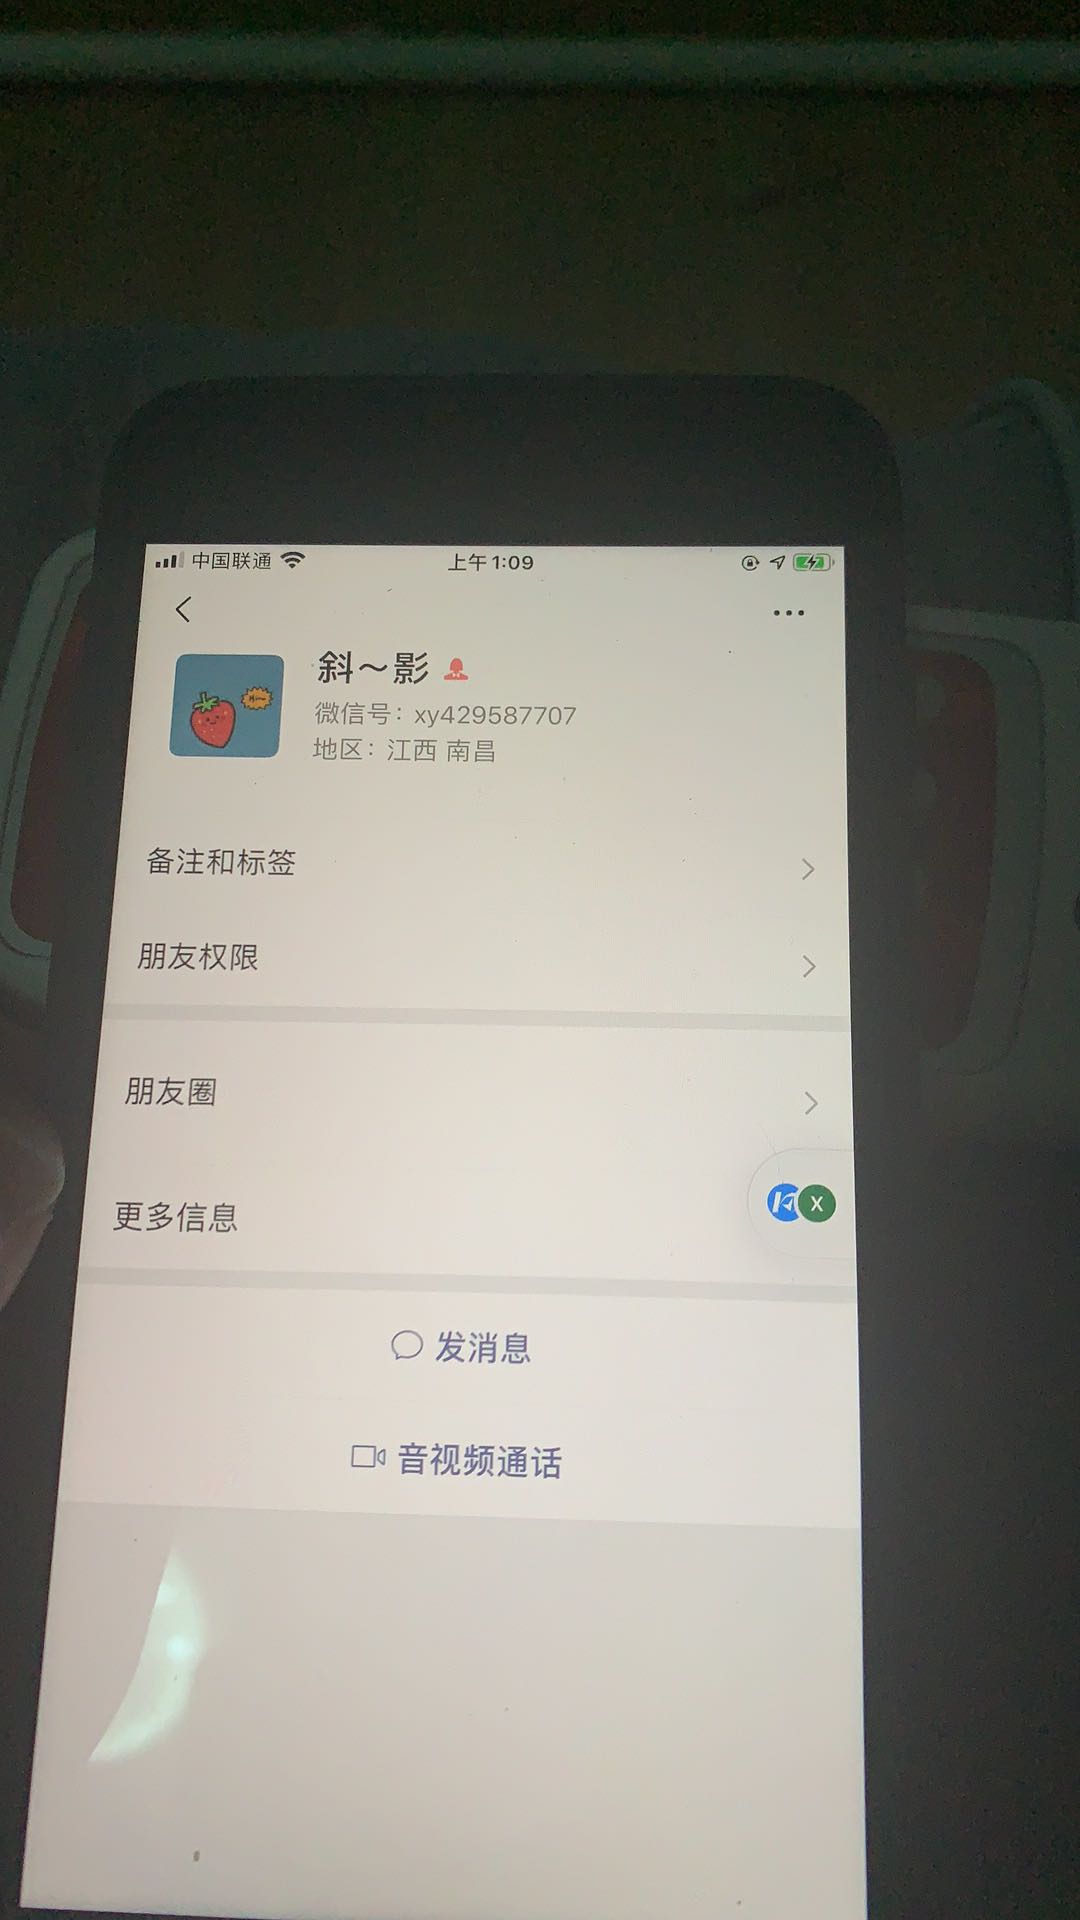 中国联通 上午1:09
斜～影
微信号：xy429587707
地区：江西 南昌
备注和标签
朋友权限
朋友圈
更多信息
X
发消息
音视频通话